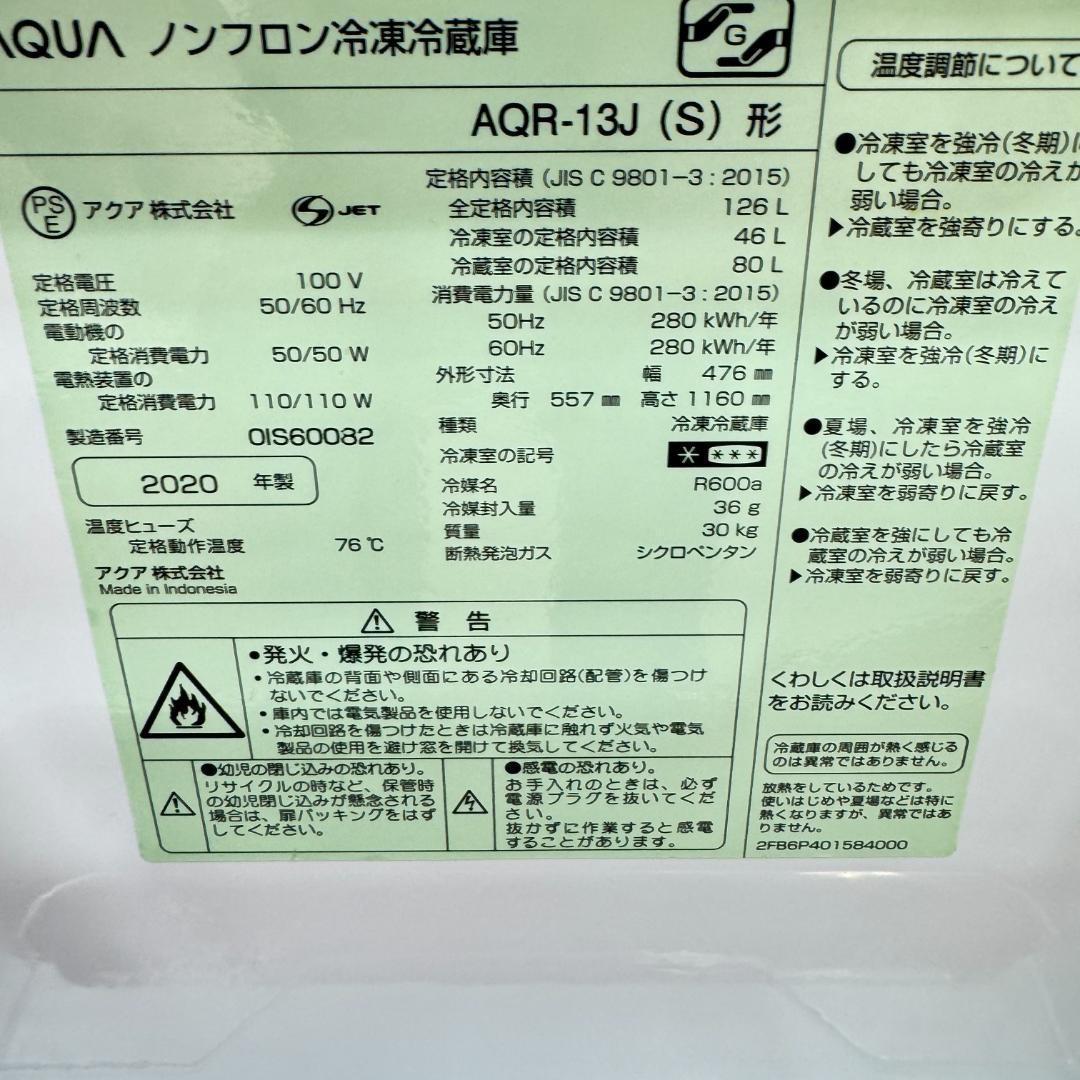 AQUA ノンフロン冷凍冷蔵庫
G
AQR-13J (S) 形
PS
E
アクア 株式会社
S JET
定格電圧 100 V
定格周波数 50/60 Hz
電動機の
定格消費電力 50/50 W
電熱装置の
定格消費電力 110/110 W
製造番号 0IS60082
2020 年製
温度ヒューズ
定格動作温度 76 ℃
アクア 株式会社
Made in Indonesia
定格内容積 (JIS C 9801-3 : 2015)
全定格内容積 126 L
冷凍室の定格内容積 46 L
冷蔵室の定格内容積 80 L
消費電力量 (JIS C 9801-3 : 2015)
50Hz 280 kWh/年
60Hz 280 kWh/年
外形寸法 幅 476 ㎜
奥行 557 ㎜ 高さ 1160 ㎜
種類 冷凍冷蔵庫
冷凍室の記号 * ***
冷媒名 R600a
冷媒封入量 36 g
質量 30 kg
断熱発泡ガス シクロペンタン
⚠ 警 告
●発火・爆発の恐れあり
・冷蔵庫の背面や側面にある冷却回路(配管)を傷つけ
ないでください。
・庫内では電気製品を使用しないでください。
・冷却回路を傷つけたときは冷蔵庫に触れず火気や電気
製品の使用を避け窓を開けて換気してください。
●幼児の閉じ込みの恐れあり。
リサイクルの時など、保管時
の幼児閉じ込みが懸念される
場合は、扉パッキングをはず
してください。
●感電の恐れあり。
お手入れのときは、必ず
電源プラグを抜いてくだ
さい。
抜かずに作業すると感電
することがあります。
温度調節について
●冷凍室を強冷(冬期)に
しても冷凍室の冷えが
弱い場合。
▶冷蔵室を強寄りにする。
●冬場、冷蔵室は冷えて
いるのに冷凍室の冷え
が弱い場合。
▶冷凍室を強冷(冬期)に
する。
●夏場、冷凍室を強冷
(冬期)にしたら冷蔵室
の冷えが弱い場合。
▶冷凍室を弱寄りに戻す。
●冷蔵室を強にしても冷
蔵室の冷えが弱い場合。
▶冷凍室を弱寄りに戻す。
くわしくは取扱説明書
をお読みください。
冷蔵庫の周囲が熱く感じる
のは異常ではありません。
放熱をしているためです。
使いはじめや夏場などは特に
熱くなりますが、異常ではあ
りません。
2FB6P401584000